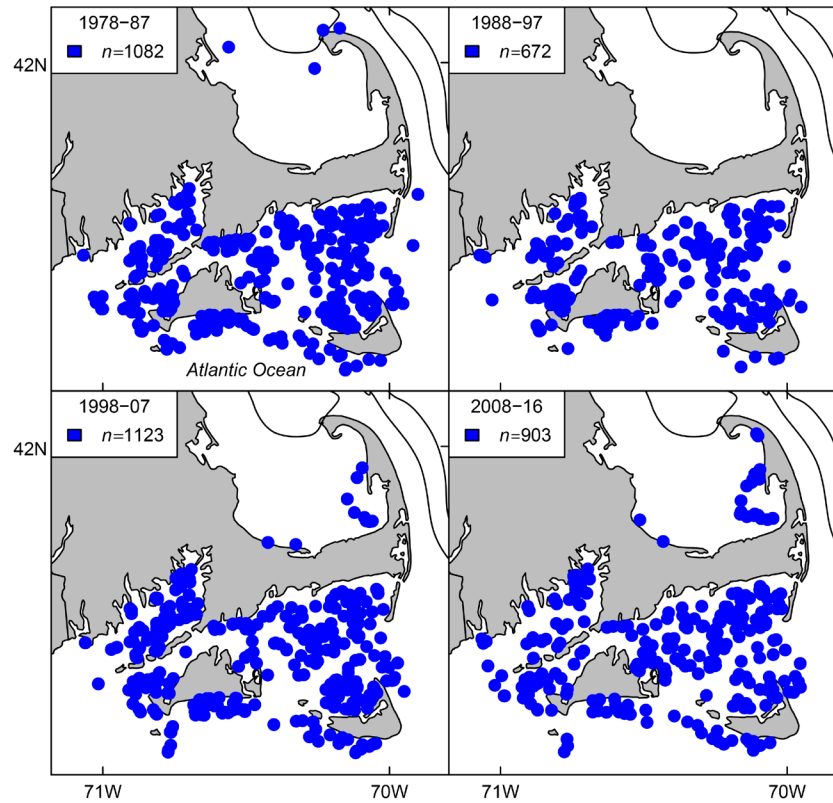 1978−87
n=1082
1988−97
n=672
42N
Atlantic Ocean
1998−07
n=1123
2008−16
n=903
42N
71W
70W
71W
70W